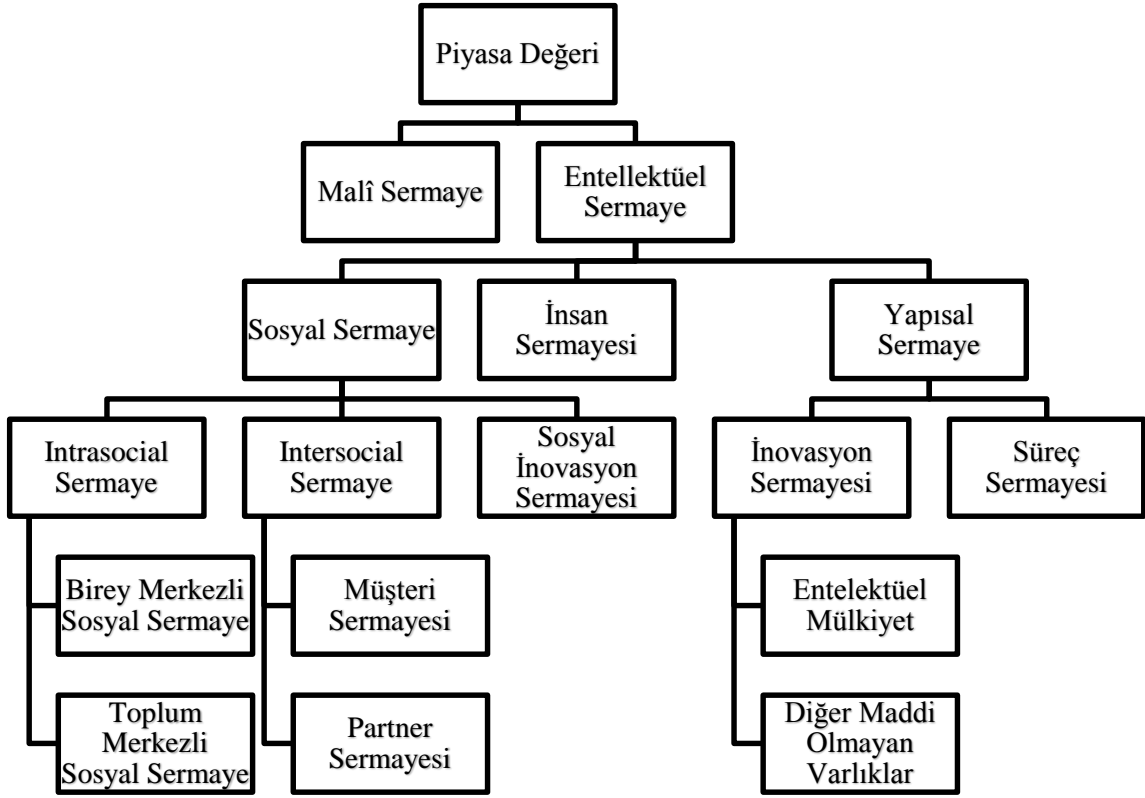 Piyasa Değeri
Malî Sermaye
Entellektüel
Sermaye
Sosyal Sermaye
İnsan
Sermayesi
Yapısal
Sermaye
Intrasocial
Sermaye
Intersocial
Sermaye
Sosyal
İnovasyon
Sermayesi
İnovasyon
Sermayesi
Süreç
Sermayesi
Birey Merkezli
Sosyal Sermaye
Müşteri
Sermayesi
Entelektüel
Mülkiyet
Toplum
Merkezli
Sosyal Sermaye
Partner
Sermayesi
Diğer Maddi
Olmayan
Varlıklar